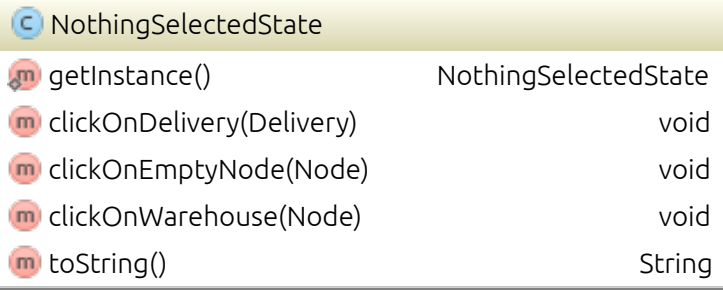 C NothingSelectedState
m getInstance() NothingSelectedState
m clickOnDelivery(Delivery) void
m clickOnEmptyNode(Node) void
m clickOnWarehouse(Node) void
m toString() String